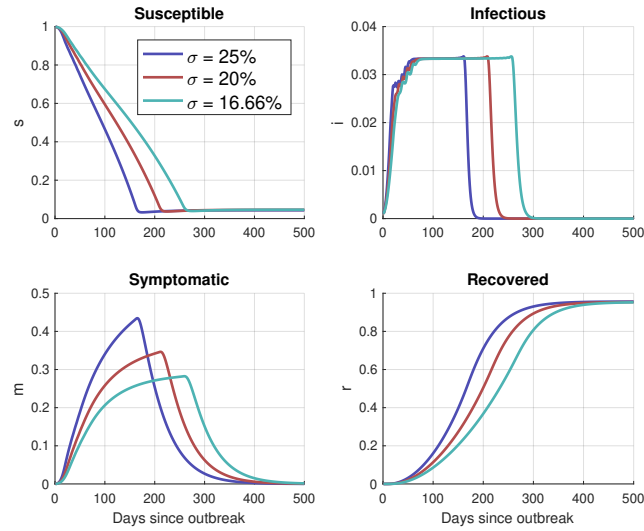 Susceptible
1
0.8
0.6
0.4
0.2
0
s
σ = 25%
σ = 20%
σ = 16.66%
0 100 200 300 400 500
Infectious
0.04
0.03
0.02
0.01
0
i
0 100 200 300 400 500
Symptomatic
0.5
0.4
0.3
0.2
0.1
0
m
0 100 200 300 400 500
Days since outbreak
Recovered
1
0.8
0.6
0.4
0.2
0
r
0 100 200 300 400 500
Days since outbreak